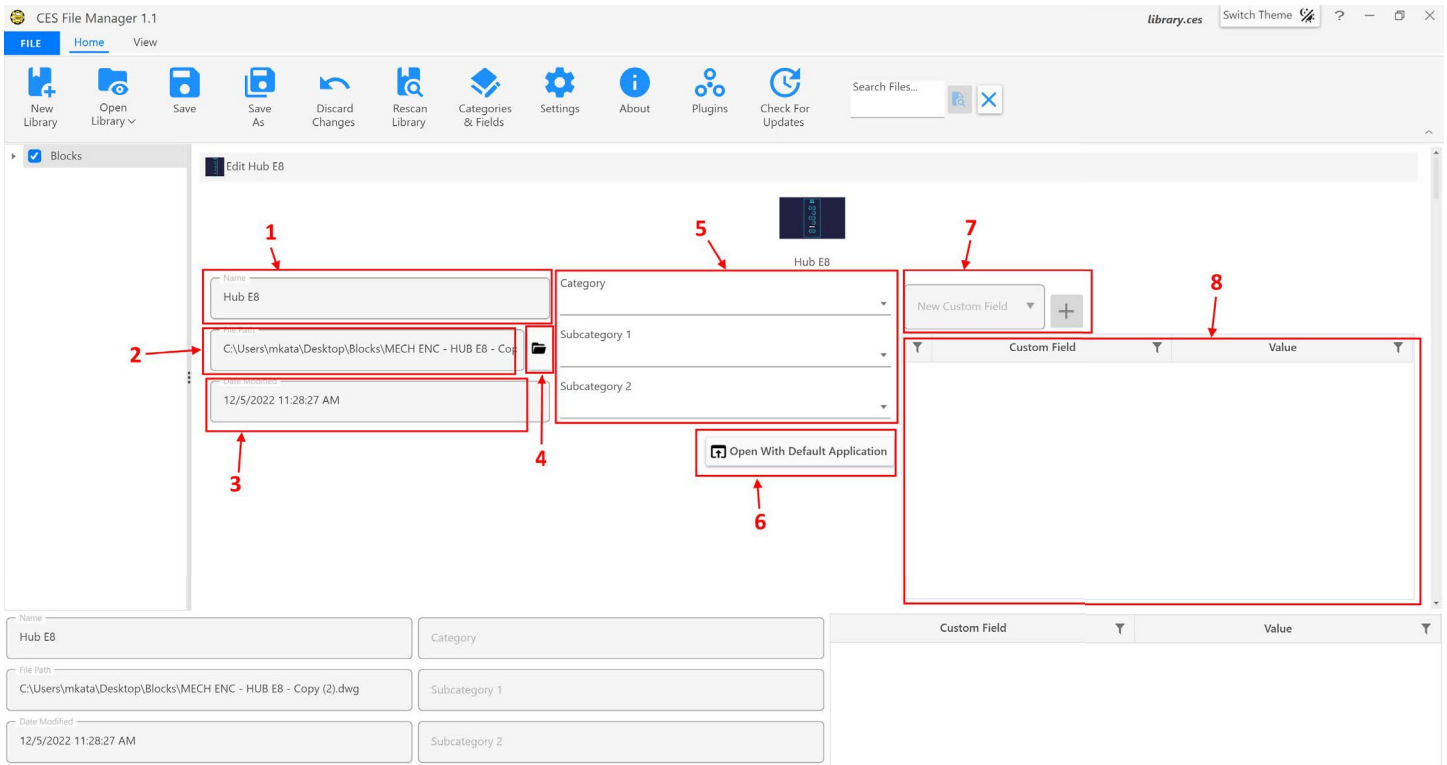 CES File Manager 1.1
library.ces
Switch Theme
?
FILE
Home
View
New Library
Open Library
Save
Save As
Discard Changes
Rescan Library
Categories & Fields
Settings
About
Plugins
Check For Updates
Search Files...
Blocks
Edit Hub E8
Hub E8
1
Name
Hub E8
2
File Path
C:\Users\mkata\Desktop\Blocks\MECH ENC - HUB E8 - Cop
3
Date Modified
12/5/2022 11:28:27 AM
4
5
Category
Subcategory 1
Subcategory 2
6
Open With Default Application
7
New Custom Field
8
Custom Field
Value
Name
Hub E8
File Path
C:\Users\mkata\Desktop\Blocks\MECH ENC - HUB E8 - Copy (2).dwg
Date Modified
12/5/2022 11:28:27 AM
Category
Subcategory 1
Subcategory 2
Custom Field
Value